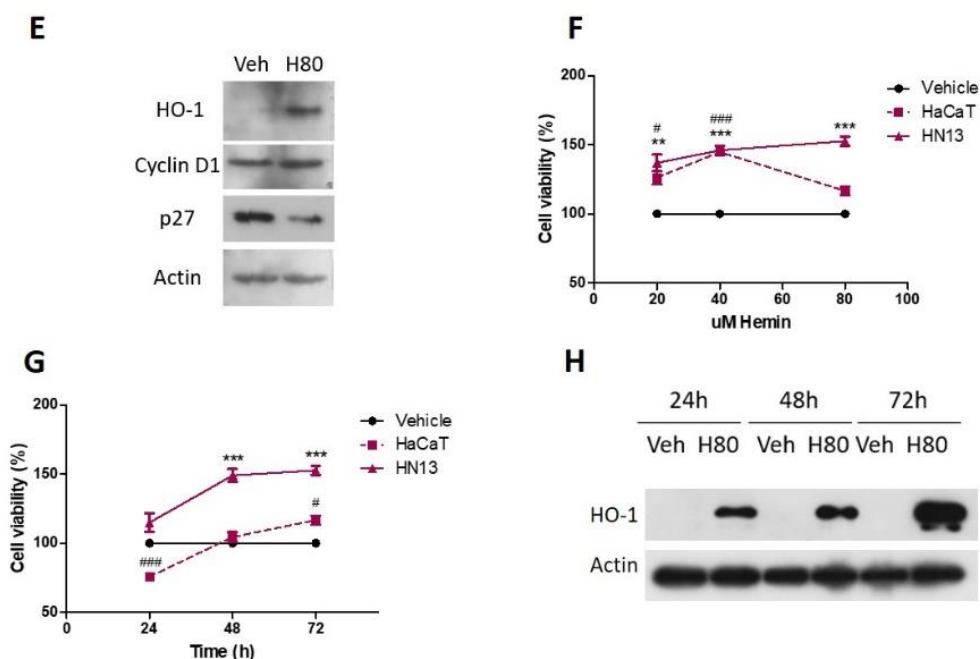 E
Veh H80
HO-1
Cyclin D1
p27
Actin
F
200
150
100
50
Cell viability (%)
# **
### ***
***
0 20 40 60 80 100
uM Hemin
Vehicle
HaCaT
HN13
G
200
150
100
50
Cell viability (%)
###
***
***
#
0 24 48 72
Time (h)
Vehicle
HaCaT
HN13
H
24h 48h 72h
Veh H80 Veh H80 Veh H80
HO-1
Actin